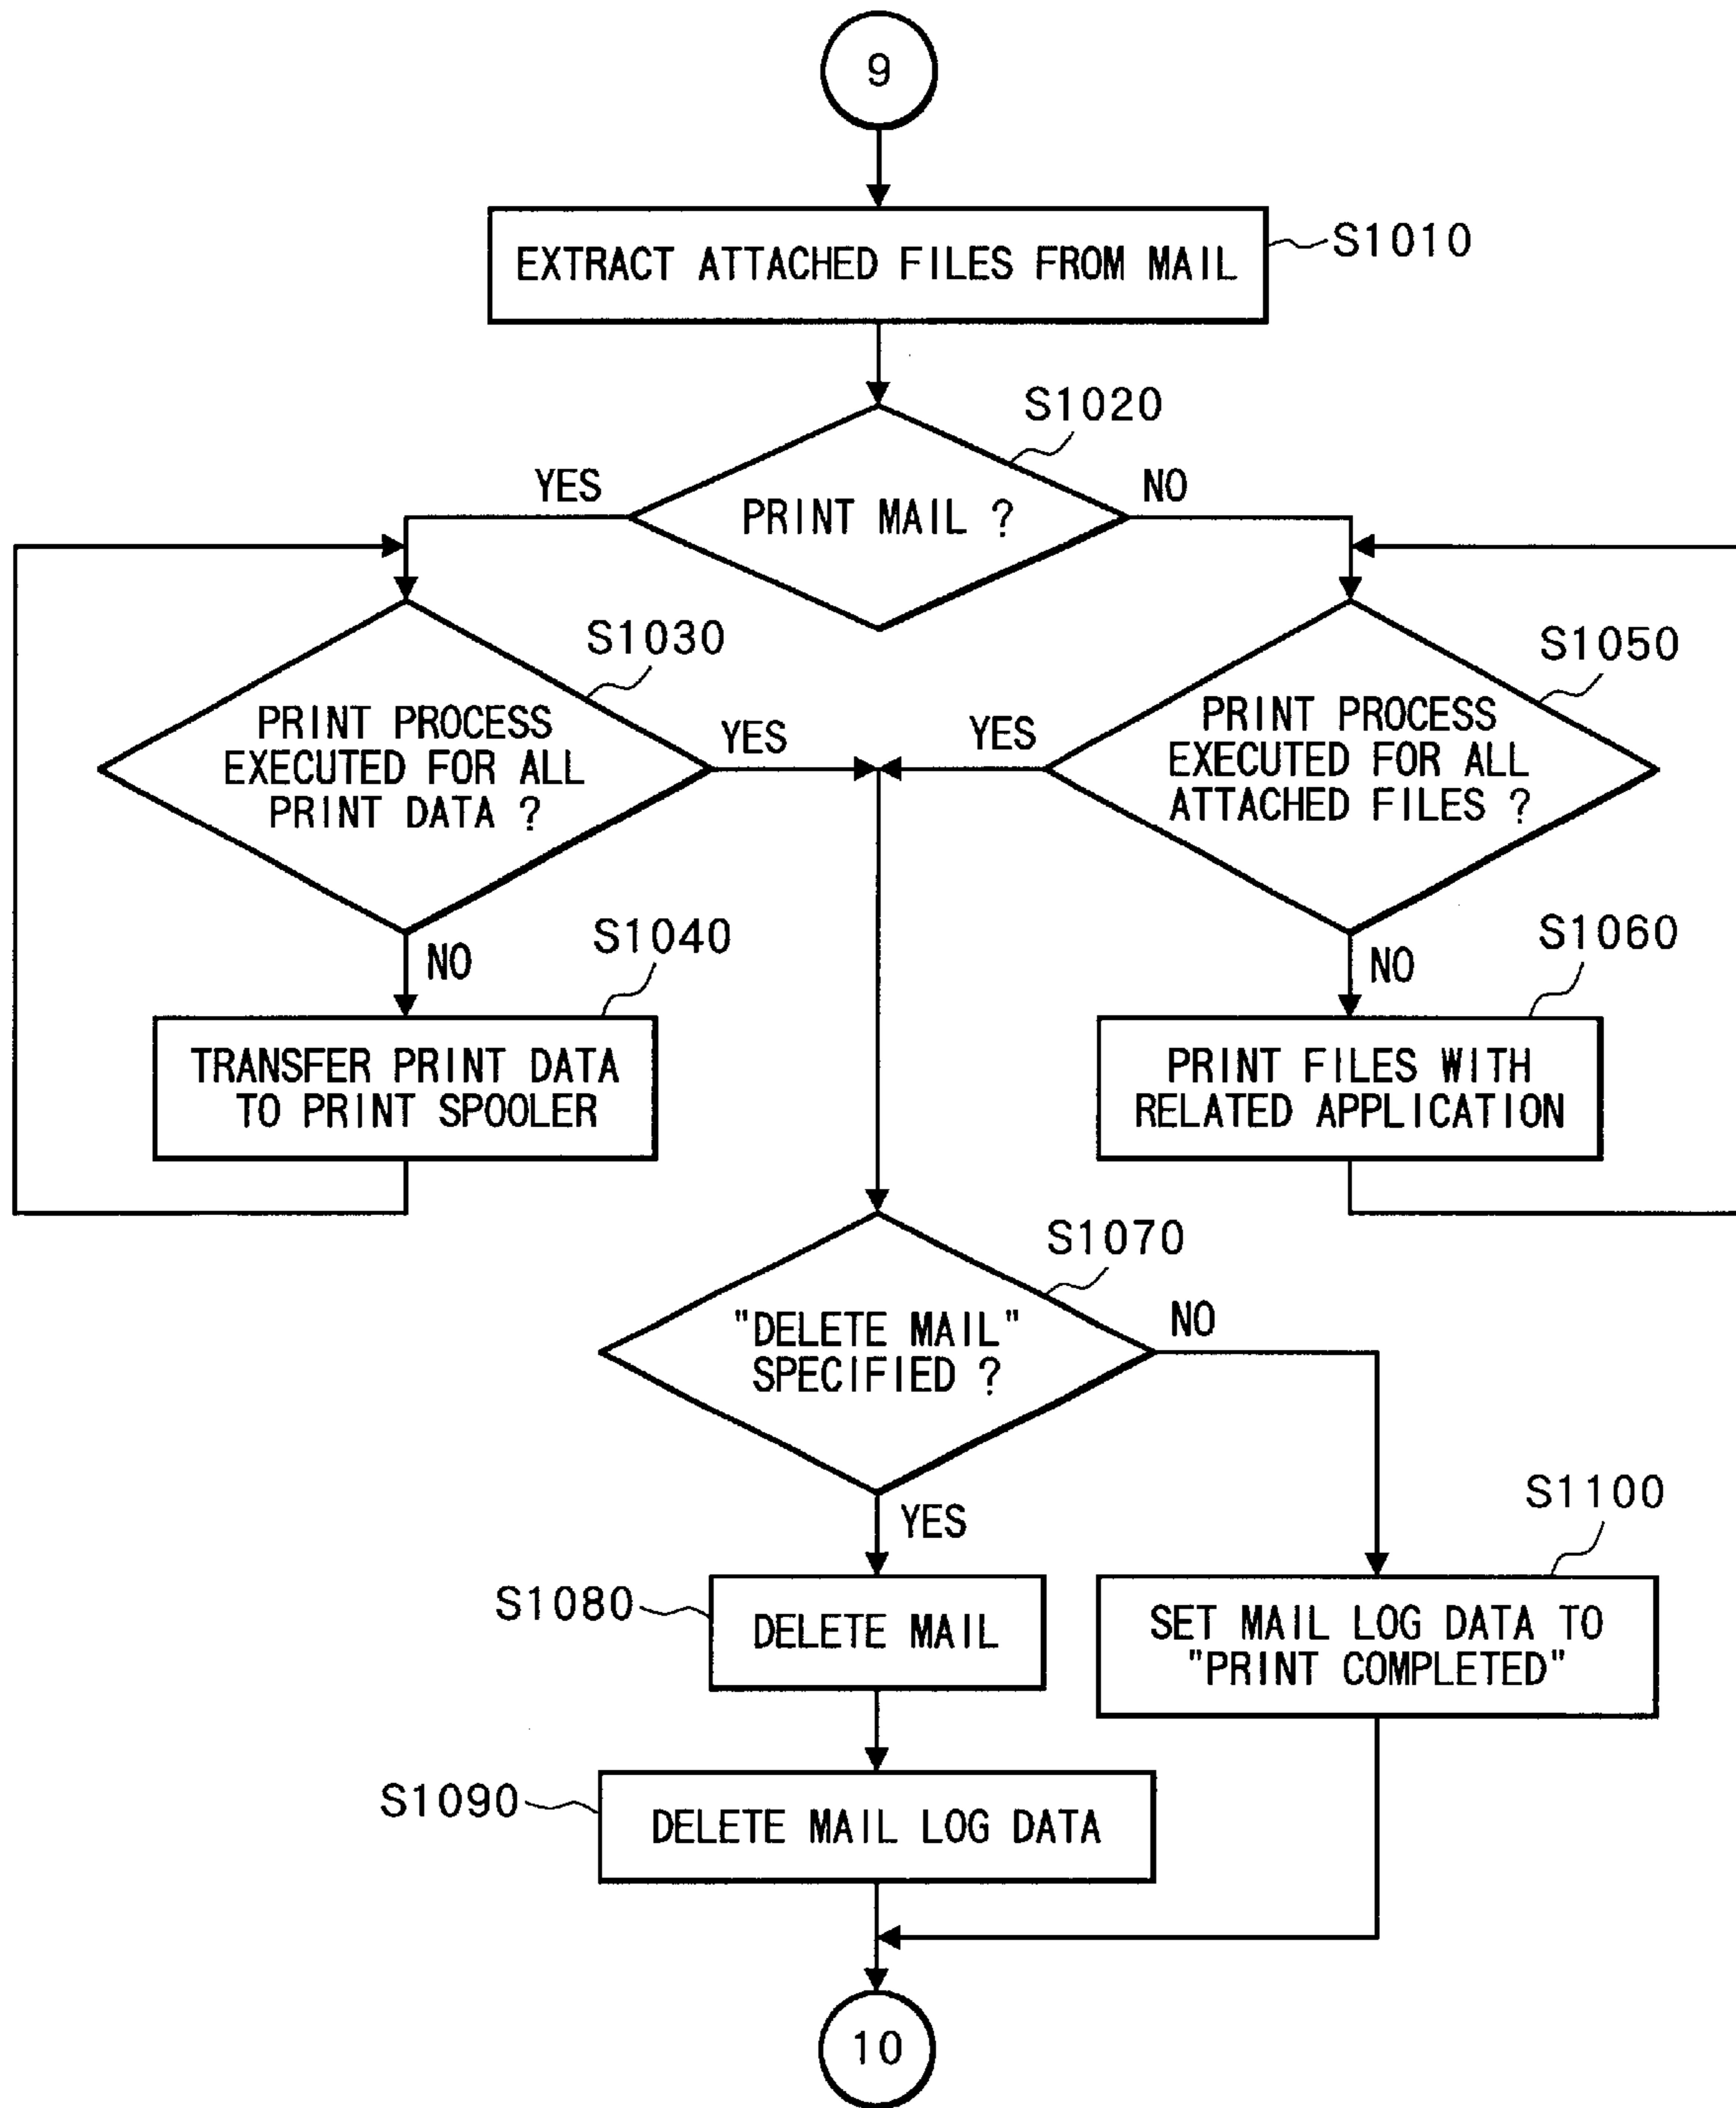 9
EXTRACT ATTACHED FILES FROM MAIL
S1010
S1020
YES
NO
PRINT MAIL ?
S1030
S1050
PRINT PROCESS
EXECUTED FOR ALL
PRINT DATA ?
YES
YES
PRINT PROCESS
EXECUTED FOR ALL
ATTACHED FILES ?
NO
S1040
NO
S1060
TRANSFER PRINT DATA
TO PRINT SPOOLER
PRINT FILES WITH
RELATED APPLICATION
S1070
"DELETE MAIL"
SPECIFIED ?
NO
YES
S1100
S1080
DELETE MAIL
SET MAIL LOG DATA TO
"PRINT COMPLETED"
S1090
DELETE MAIL LOG DATA
10